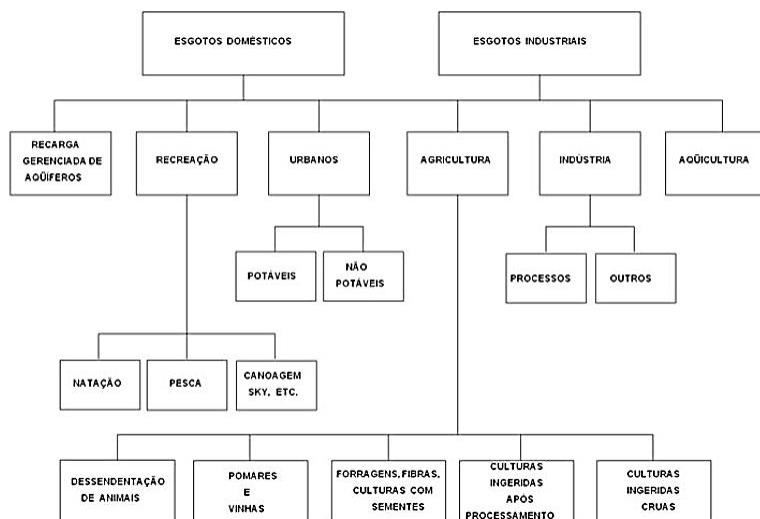 ESGOTOS DOMÉSTICOS
ESGOTOS INDUSTRIAIS
RECARGA
GERENCIADA DE
AQÜÍFEROS
RECREAÇÃO
URBANOS
AGRICULTURA
INDÚSTRIA
AQÜICULTURA
POTÁVEIS
NÃO
POTÁVEIS
PROCESSOS
OUTROS
NATAÇÃO
PESCA
CANOAGEM
SKY, ETC.
DESSENDENTAÇÃO
DE ANIMAIS
POMARES
E
VINHAS
FORRAGENS, FIBRAS,
CULTURAS COM
SEMENTES
CULTURAS
INGERIDAS
APÓS
PROCESSAMENTO
CULTURAS
INGERIDAS
CRUAS